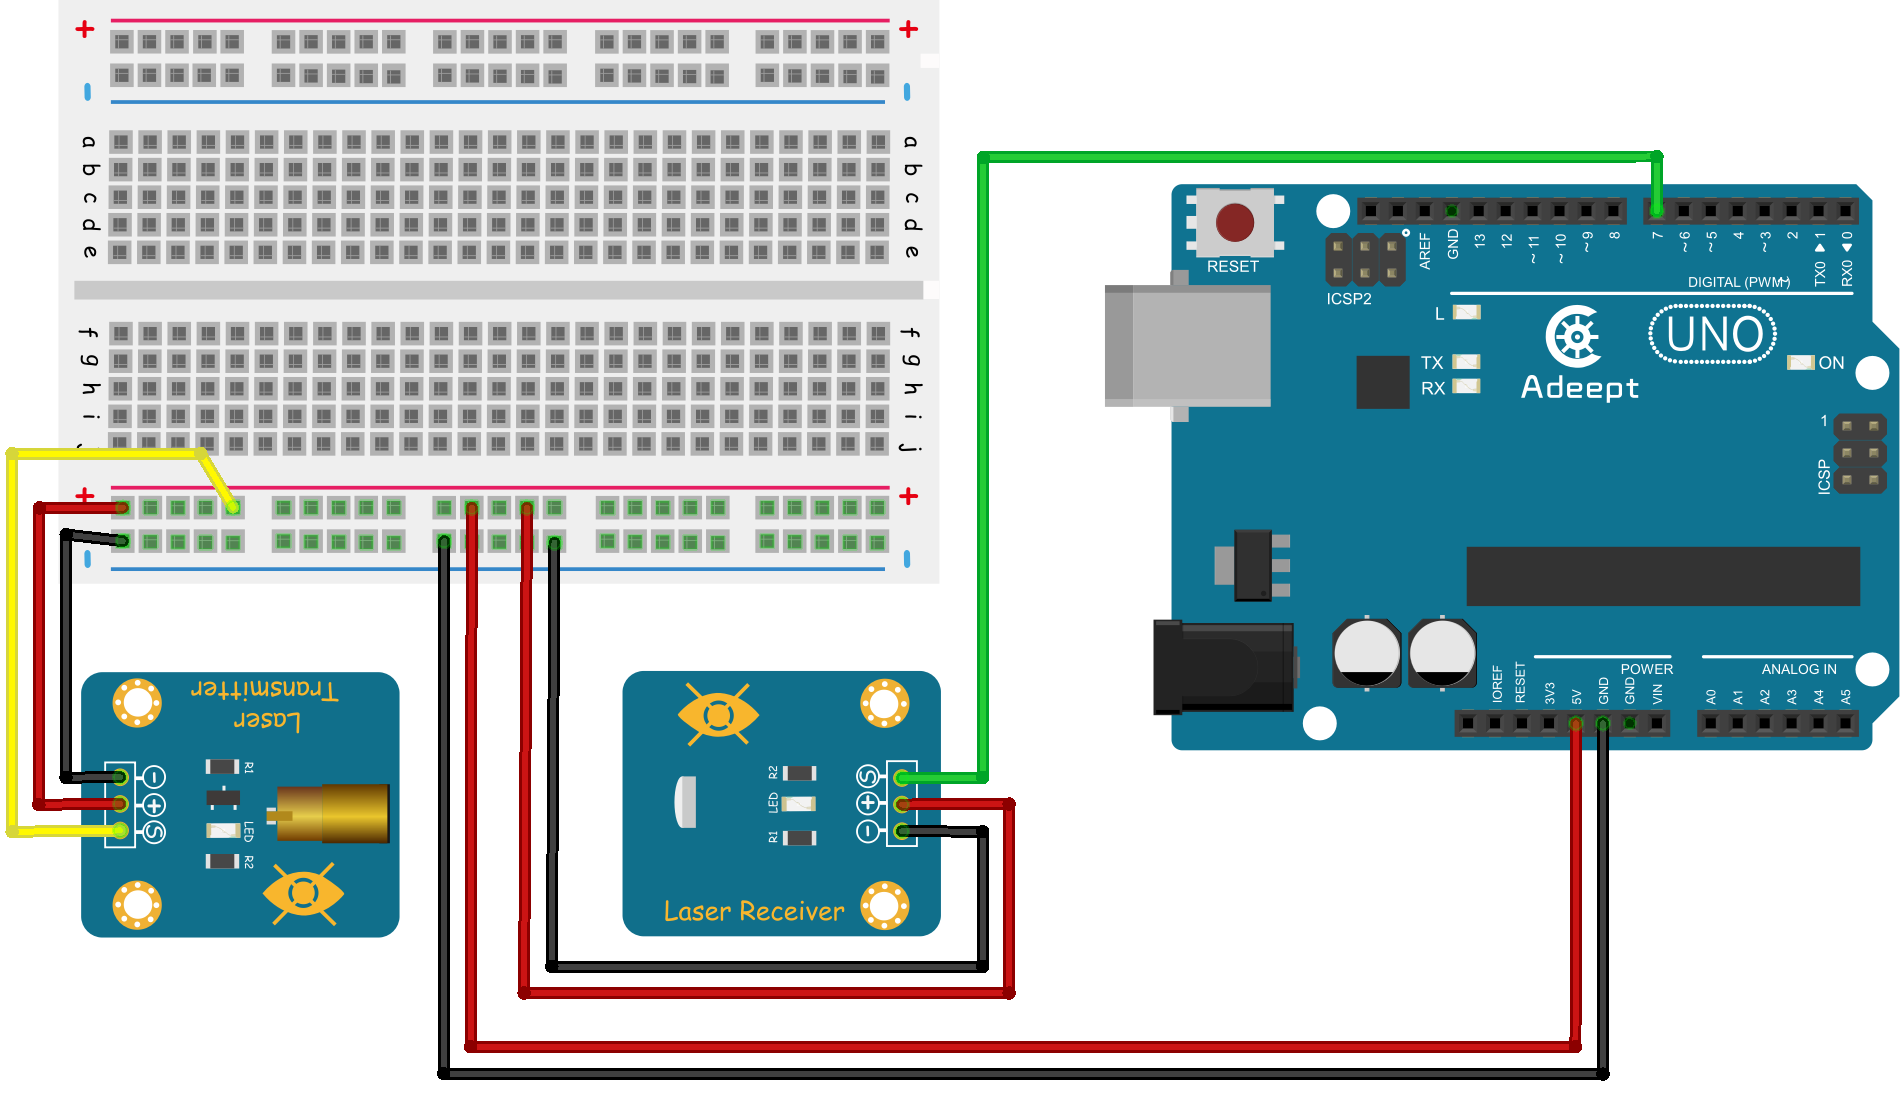 + +
a a
b b
c c
d d
e e
f f
g g
h h
i i
j
+ +
Laser
Transmitter
- R1
+
S LED
R2
R2 S
LED +
R1 -
Laser Receiver
RESET
ICSP2
AREF GND 13 12 ~11 ~10 ~9 8 7 ~6 ~5 4 ~3 2 TX0 1 RX0 0
DIGITAL (PWM~)
L
TX
RX
UNO
Adeept
ON
1
ICSP
POWER ANALOG IN
IOREF RESET 3V3 5V GND GND VIN A0 A1 A2 A3 A4 A5